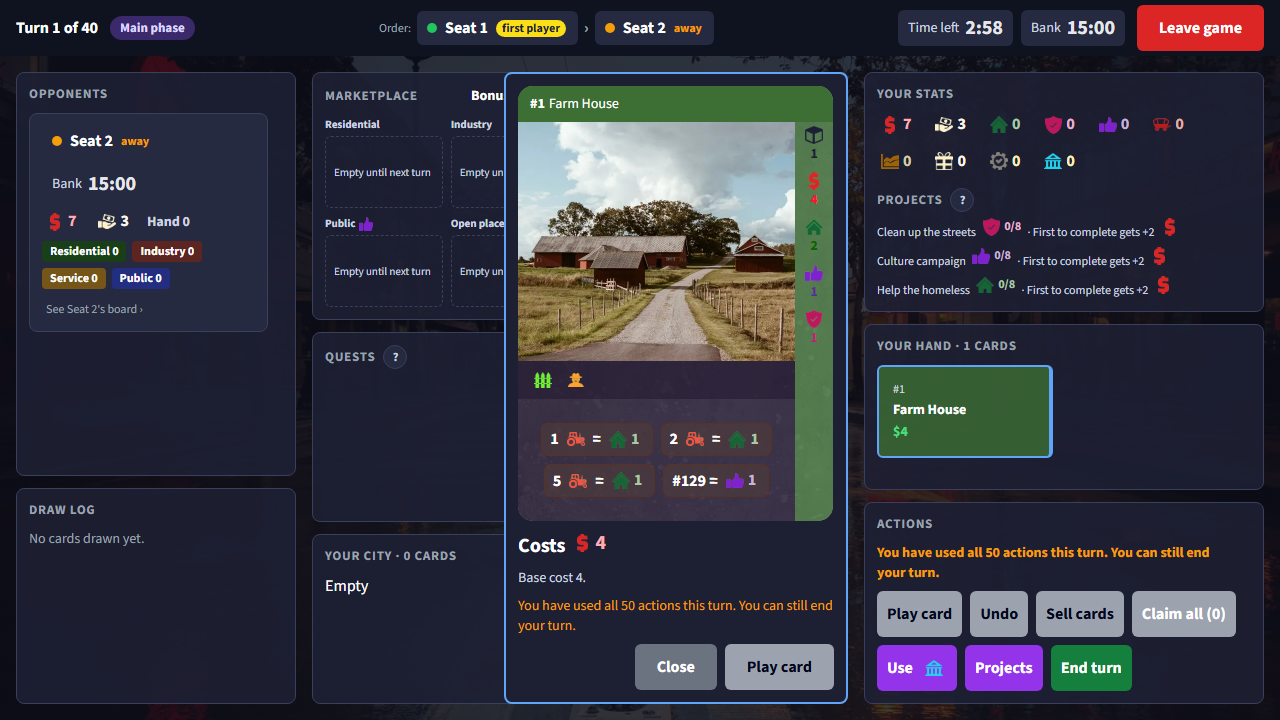 Turn 1 of 40 Main phase
Order: Seat 1 first player › Seat 2 away
Time left 2:58 Bank 15:00 Leave game
OPPONENTS
Seat 2 away
Bank 15:00
7 3 Hand 0
Residential 0 Industry 0
Service 0 Public 0
See Seat 2's board ›
DRAW LOG
No cards drawn yet.
MARKETPLACE Bonu
Residential Industry
Empty until next turn Empty un
Public Open place
Empty until next turn Empty un
QUESTS ?
YOUR CITY · 0 CARDS
Empty
#1 Farm House
1
4
2
1
1
1 = 1 2 = 1
5 = 1 #129 = 1
Costs $ 4
Base cost 4.
You have used all 50 actions this turn. You can still end
your turn.
Close Play card
YOUR STATS
$ 7 3 0 0 0 0
0 0 0 0
PROJECTS ?
Clean up the streets 0/8 · First to complete gets +2 $
Culture campaign 0/8 · First to complete gets +2 $
Help the homeless 0/8 · First to complete gets +2 $
YOUR HAND · 1 CARDS
#1
Farm House
$4
ACTIONS
You have used all 50 actions this turn. You can still end
your turn.
Play card Undo Sell cards Claim all (0)
Use Projects End turn